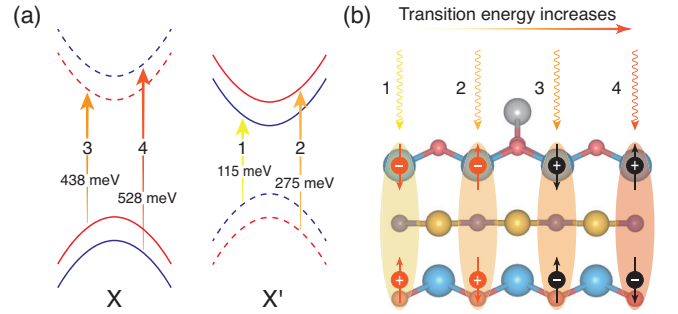 (a)
3
4
438 meV
528 meV
X
1
2
115 meV
275 meV
X'
(b)
Transition energy increases
1
2
3
4
− − + +
+ + − −